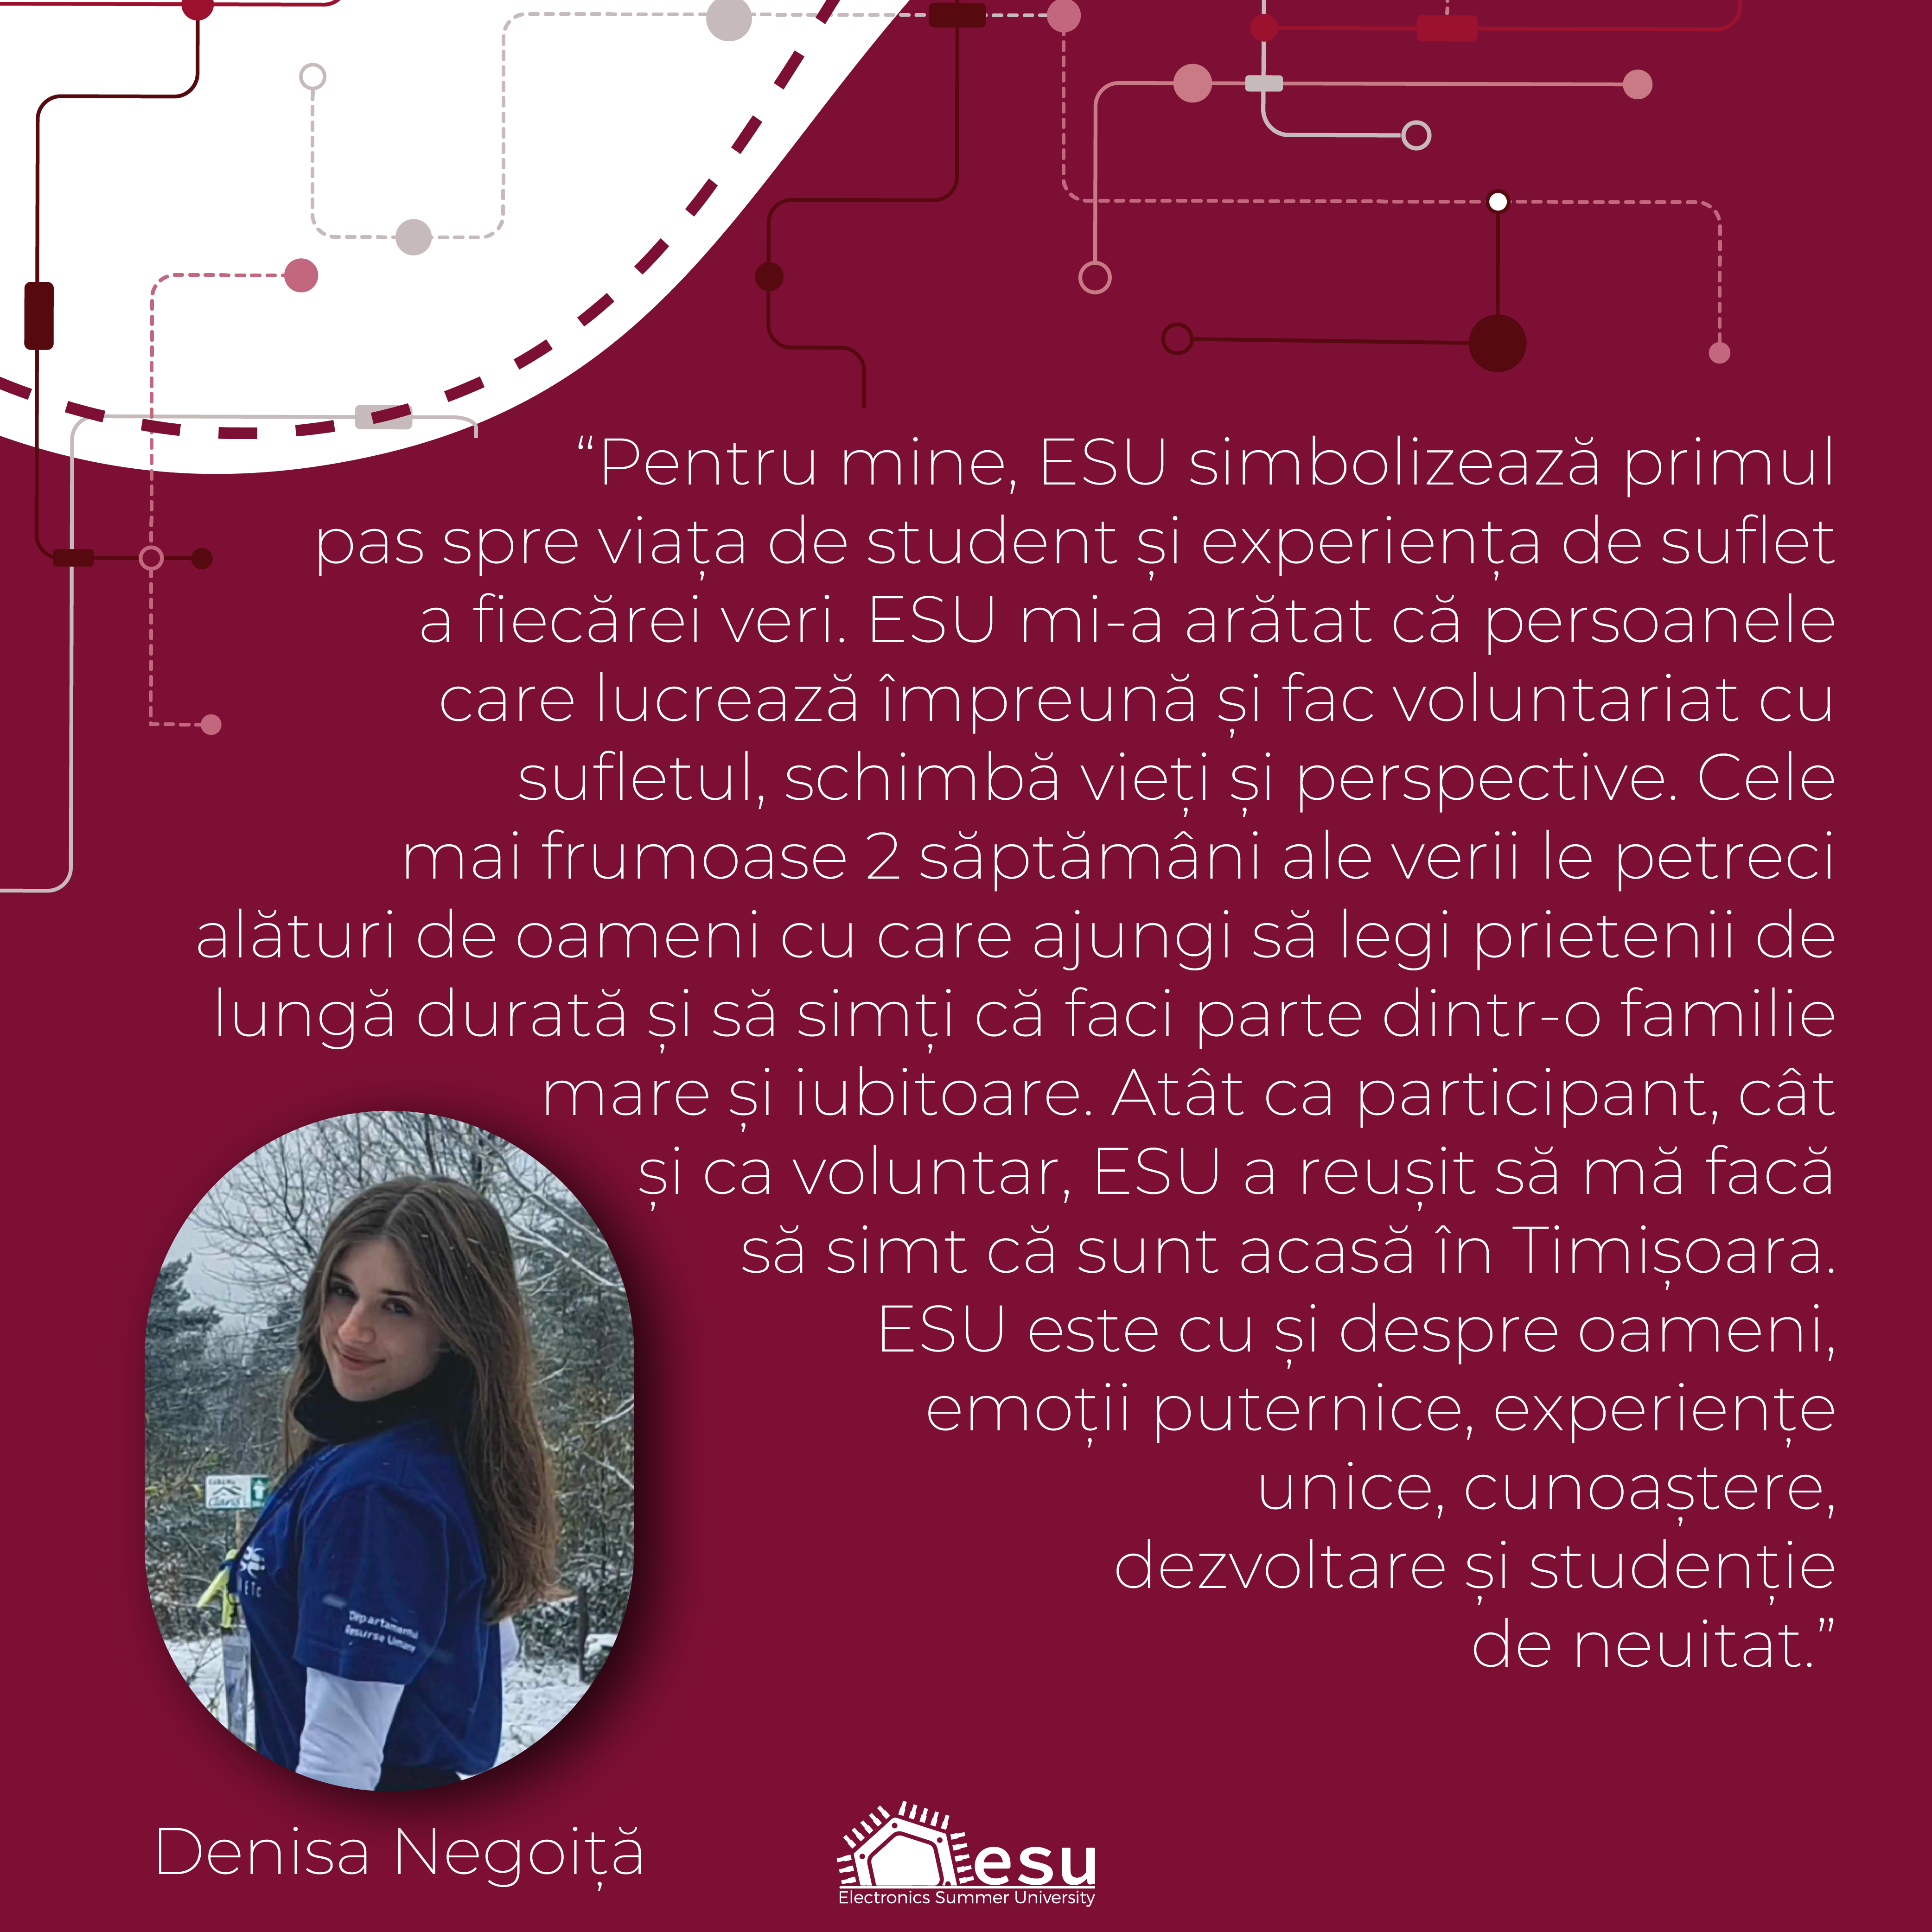 “Pentru mine, ESU simbolizează primul
pas spre viața de student și experiența de suflet
a fiecărei veri. ESU mi-a arătat că persoanele
care lucrează împreună și fac voluntariat cu
sufletul, schimbă vieți și perspective. Cele
mai frumoase 2 săptămâni ale verii le petreci
alături de oameni cu care ajungi să legi prietenii de
lungă durată și să simți că faci parte dintr-o familie
mare și iubitoare. Atât ca participant, cât
și ca voluntar, ESU a reușit să mă facă
să simt că sunt acasă în Timișoara.
ESU este cu și despre oameni,
emoții puternice, experiențe
unice, cunoaștere,
dezvoltare și studenție
de neuitat.”
ETc
Departamentul
Resurse Umane
Denisa Negoiță
esu
Electronics Summer University